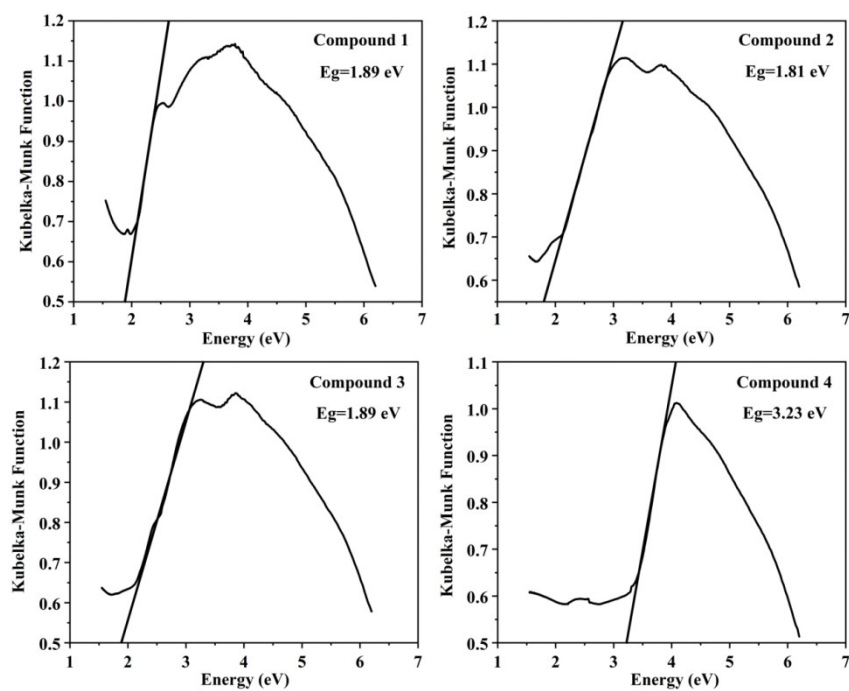 Compound 1
Eg=1.89 eV
Kubelka-Munk Function
1.2
1.1
1.0
0.9
0.8
0.7
0.6
0.5
1 2 3 4 5 6 7
Energy (eV)
Compound 2
Eg=1.81 eV
Kubelka-Munk Function
1.2
1.1
1.0
0.9
0.8
0.7
0.6
1 2 3 4 5 6 7
Energy (eV)
Compound 3
Eg=1.89 eV
Kubelka-Munk Function
1.2
1.1
1.0
0.9
0.8
0.7
0.6
0.5
1 2 3 4 5 6 7
Energy (eV)
Compound 4
Eg=3.23 eV
Kubelka-Munk Function
1.1
1.0
0.9
0.8
0.7
0.6
0.5
1 2 3 4 5 6 7
Energy (eV)